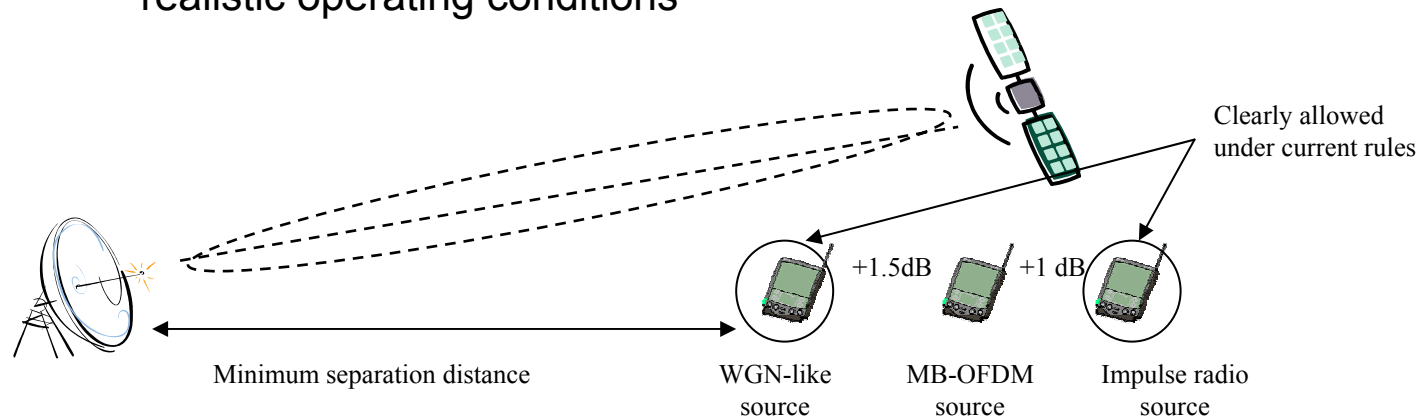 realistic operating conditions
Clearly allowed
under current rules
+1.5dB
+1 dB
Minimum separation distance
WGN-like
source
MB-OFDM
source
Impulse radio
source